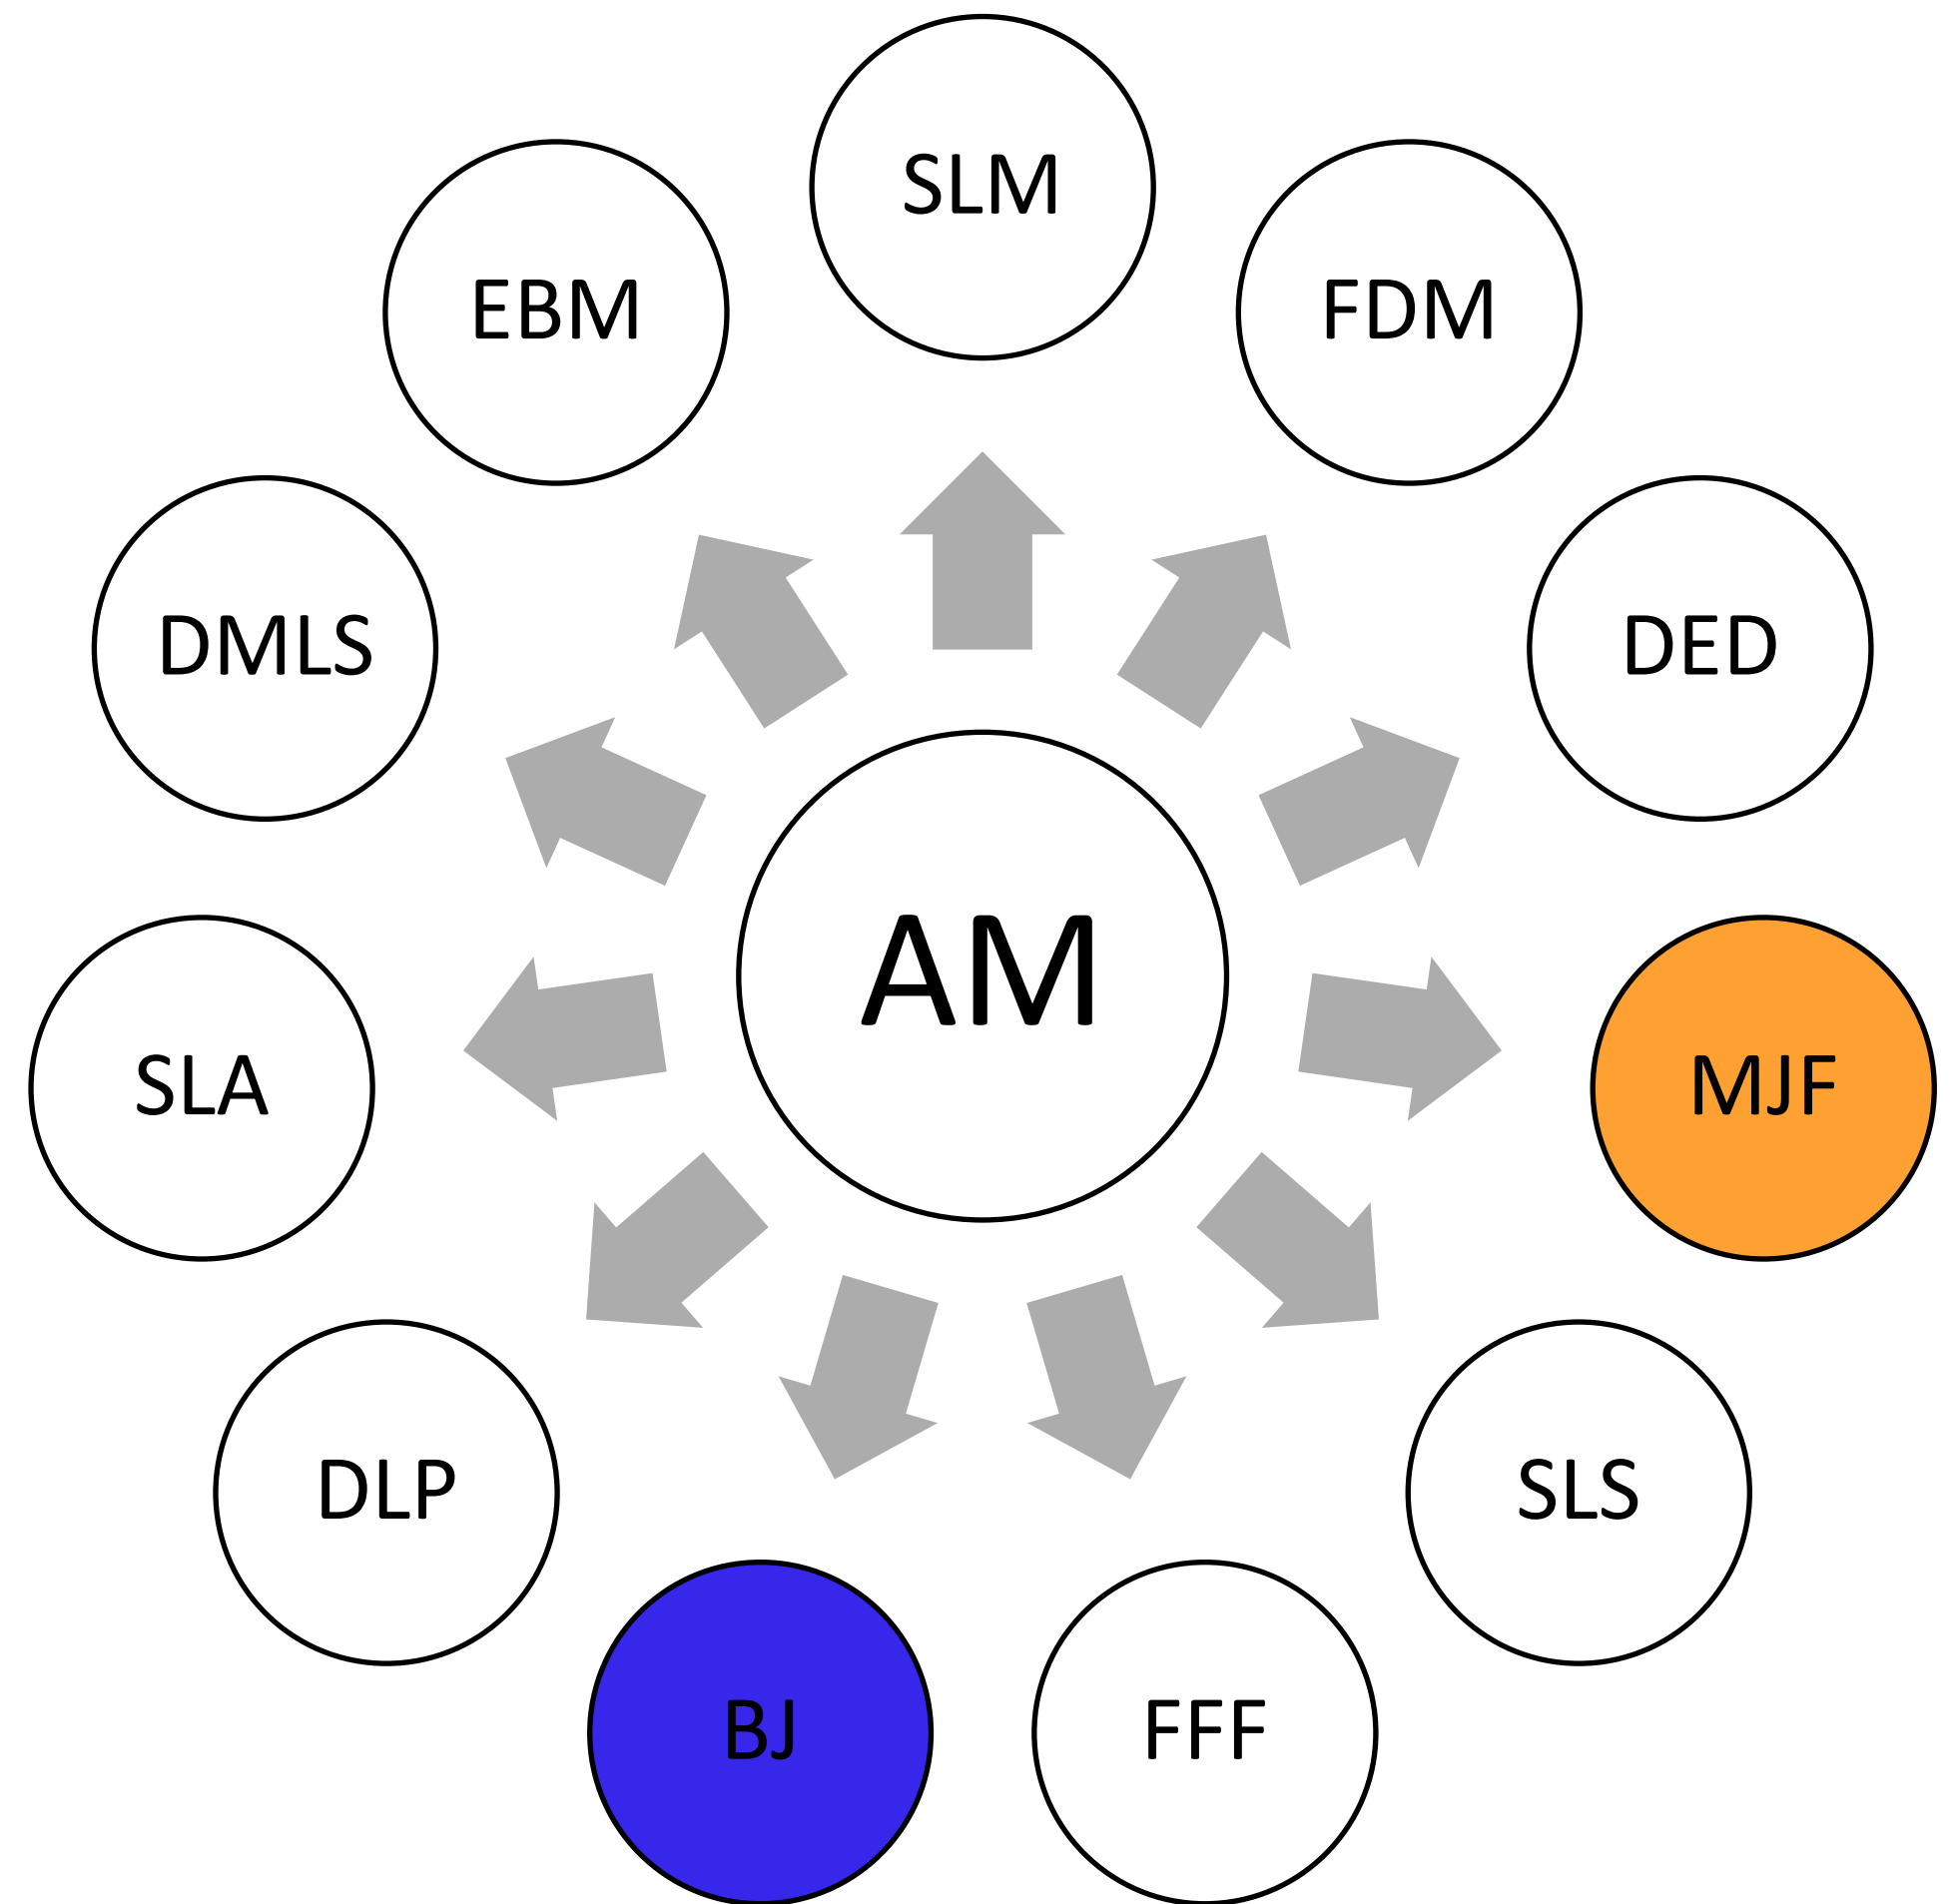 SLM
EBM
FDM
DMLS
DED
AM
SLA
MJF
DLP
SLS
BJ
FFF